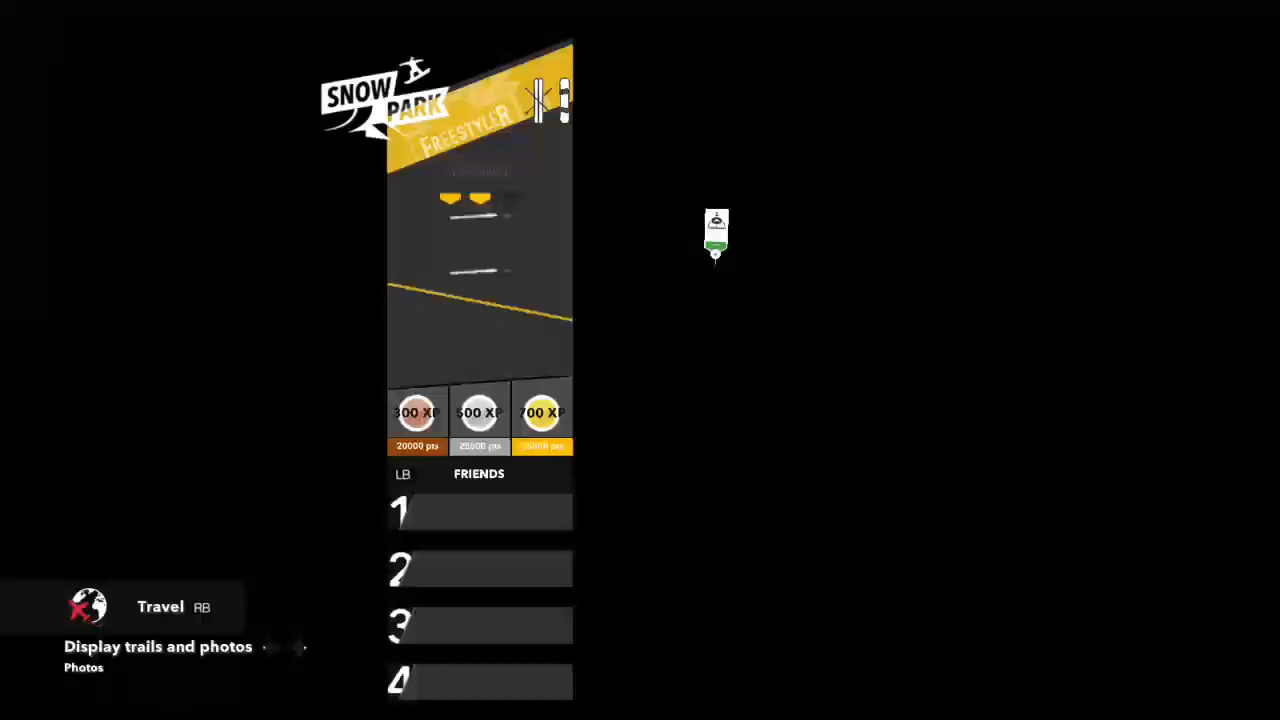 SNOW
PARK
FREESTYLER
300 XP 500 XP 700 XP
20000 pts
LB FRIENDS
1
2
3
4
Travel RB
Display trails and photos
Photos